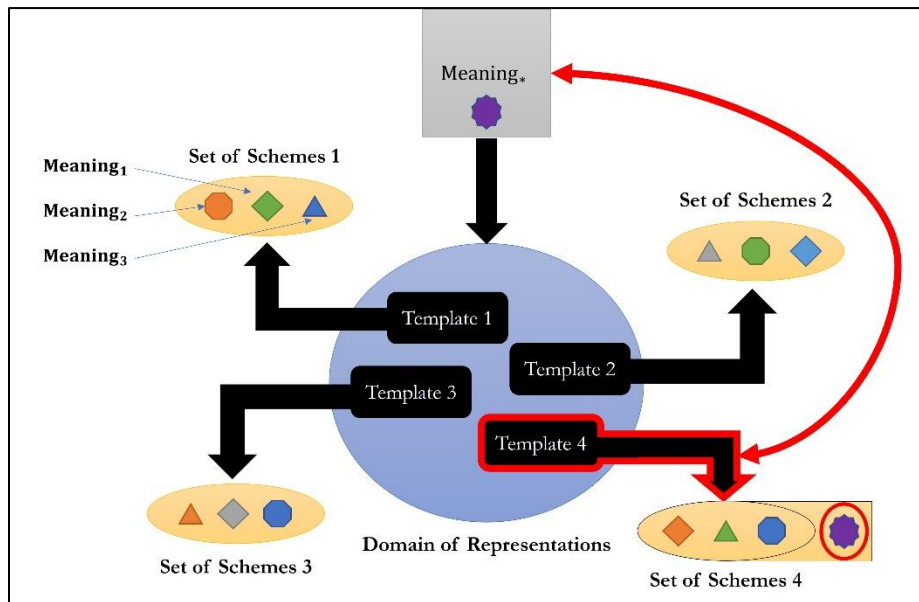 Meaning*
Set of Schemes 1
Meaning₁
Meaning₂
Meaning₃
Set of Schemes 2
Template 1
Template 2
Template 3
Template 4
Domain of Representations
Set of Schemes 3
Set of Schemes 4